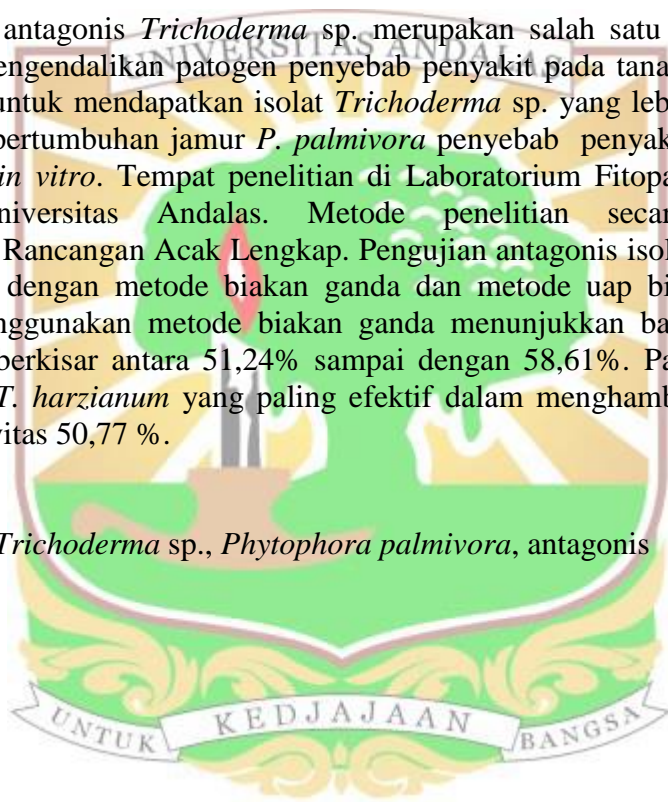 antagonis Trichoderma sp. merupakan salah satu
UNIVERSITAS ANDALAS
engendalikan patogen penyebab penyakit pada tana
untuk mendapatkan isolat Trichoderma sp. yang leb
pertumbuhan jamur P. palmivora penyebab penyak
in vitro. Tempat penelitian di Laboratorium Fitopa
niversitas Andalas. Metode penelitian secar
Rancangan Acak Lengkap. Pengujian antagonis isol
dengan metode biakan ganda dan metode uap bi
nggunakan metode biakan ganda menunjukkan ba
berkisar antara 51,24% sampai dengan 58,61%. Pa
T. harzianum yang paling efektif dalam menghamb
vitas 50,77 %.
Trichoderma sp., Phytophora palmivora, antagonis
UNTUK KEDJAJAAN BANGSA